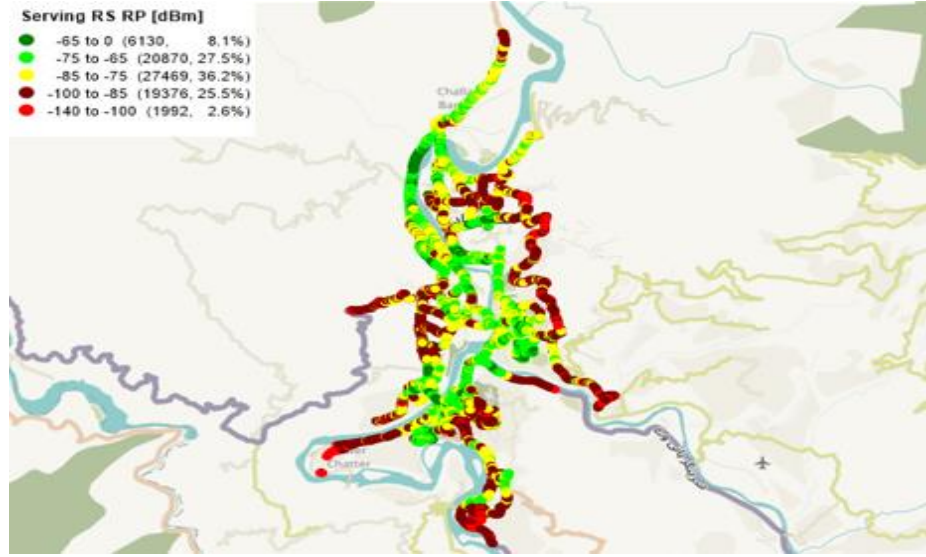 Serving RS RP [dBm]
-65 to 0 (6130, 8.1%)
-75 to -65 (20870, 27.5%)
-85 to -75 (27469, 36.2%)
-100 to -85 (19376, 25.5%)
-140 to -100 (1992, 2.6%)
Chatter